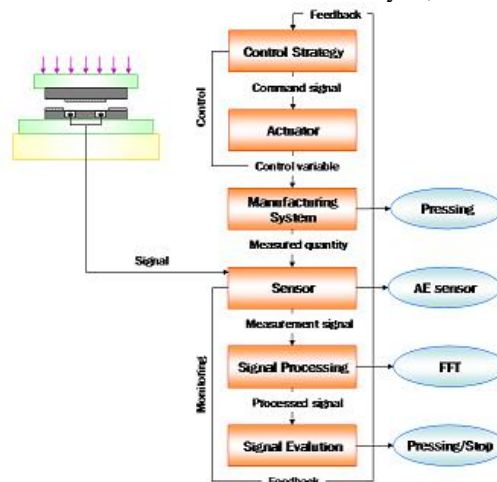 Feedback
Control Strategy
Control
Command signal
Actuator
Control variable
Manufacturing
System
Pressing
Measured quantity
Signal
Sensor
AE sensor
Measurement signal
Monitoring
Signal Processing
FFT
Processed signal
Signal Evalution
Pressing/Stop
Feedback